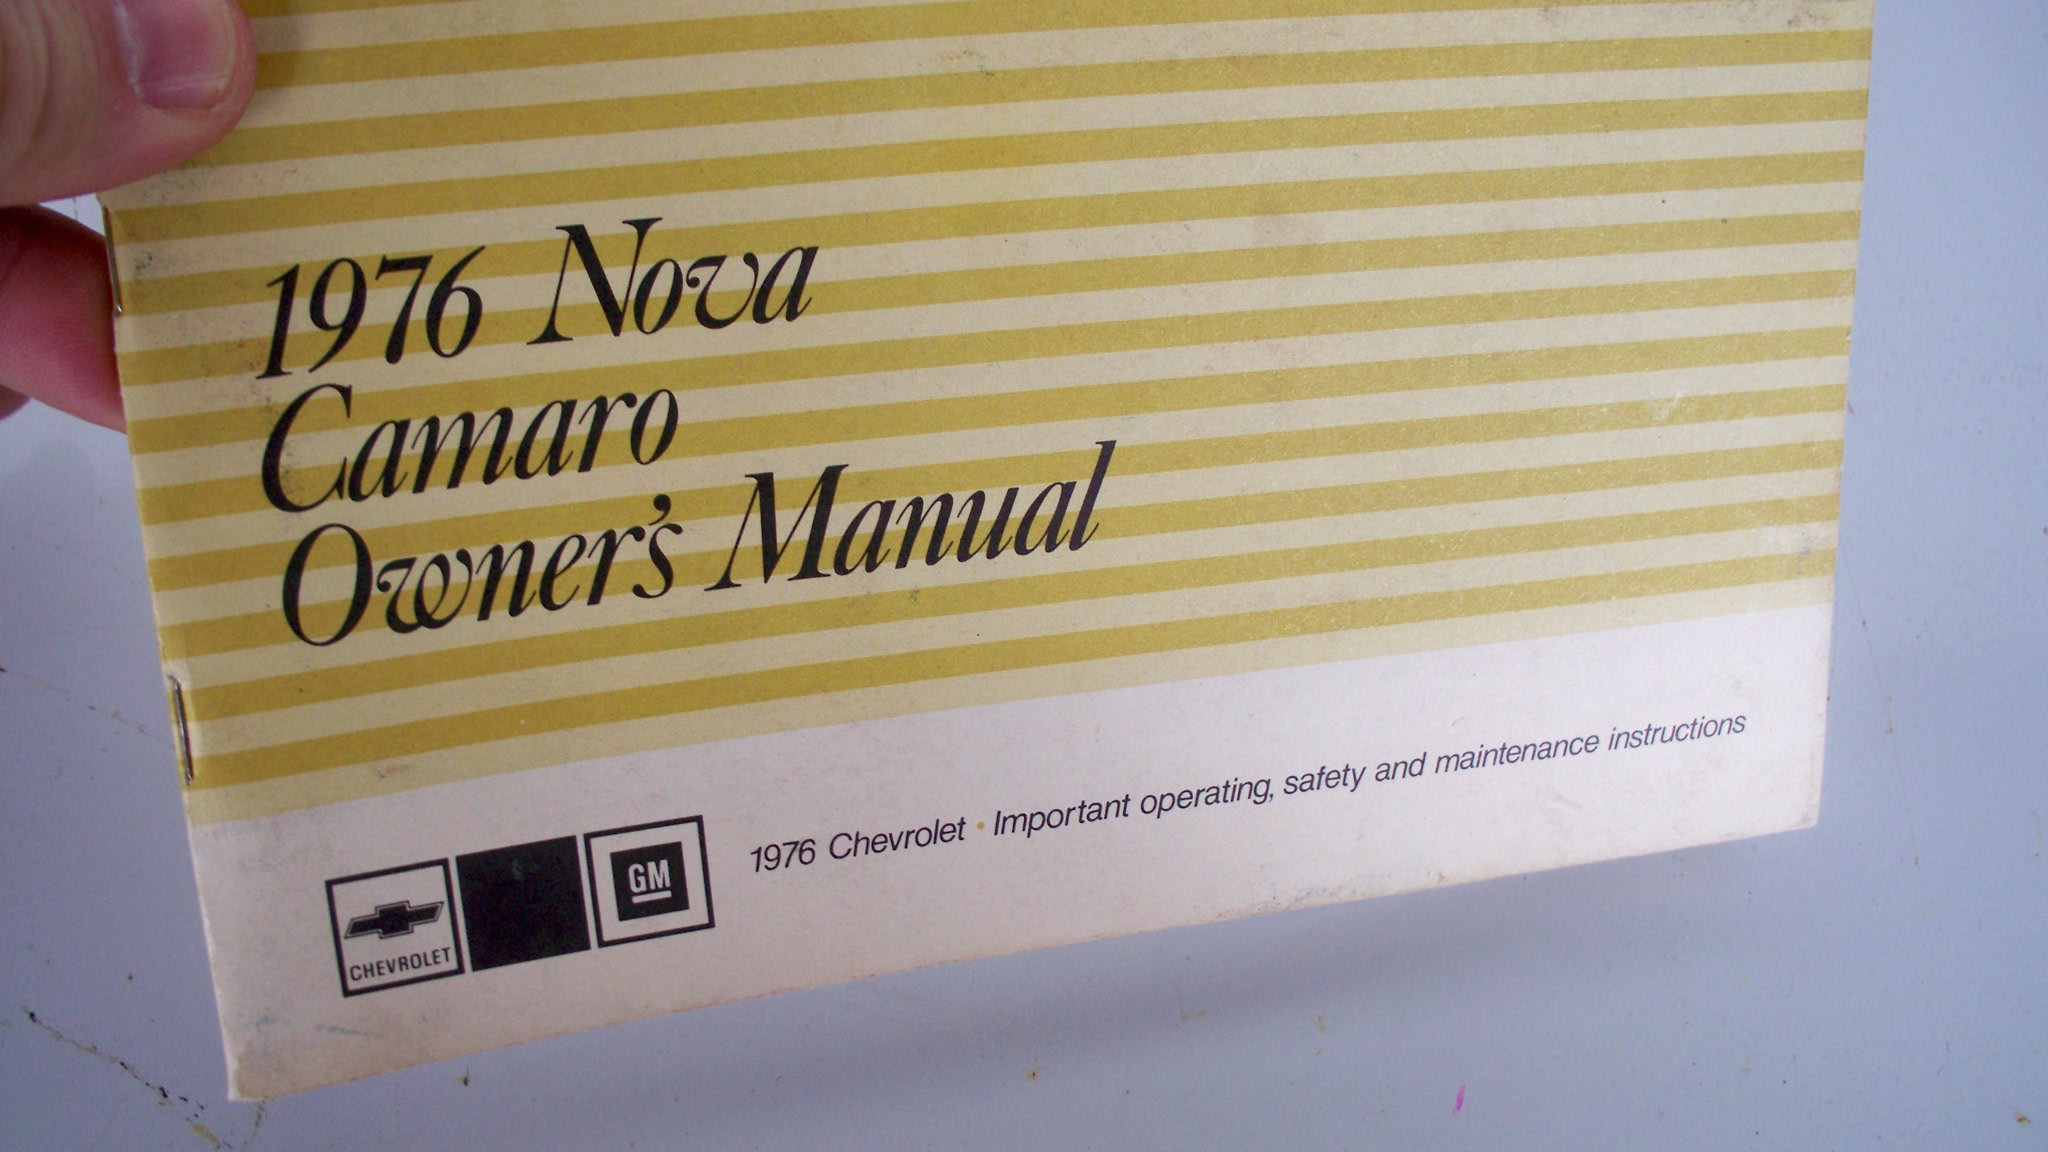 1976 Nova
Camaro
Owner's Manual
CHEVROLET
GM
1976 Chevrolet • Important operating, safety and maintenance instructions